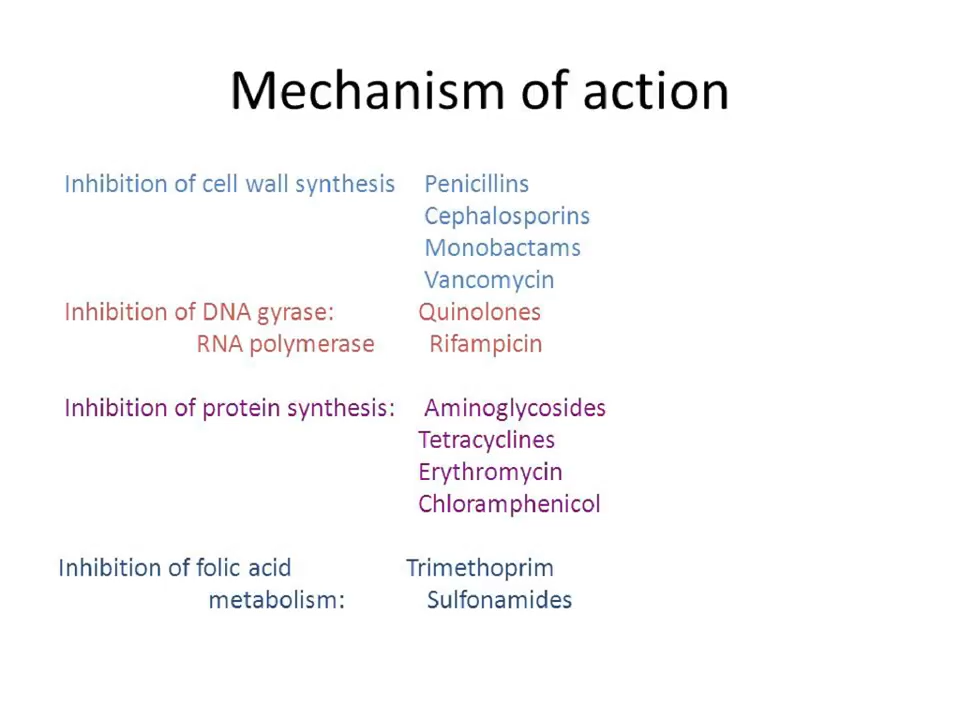 Mechanism of action
Inhibition of cell wall synthesis Penicillins
Cephalosporins
Monobactams
Vancomycin
Inhibition of DNA gyrase: Quinolones
RNA polymerase Rifampicin
Inhibition of protein synthesis: Aminoglycosides
Tetracyclines
Erythromycin
Chloramphenicol
Inhibition of folic acid Trimethoprim
metabolism: Sulfonamides